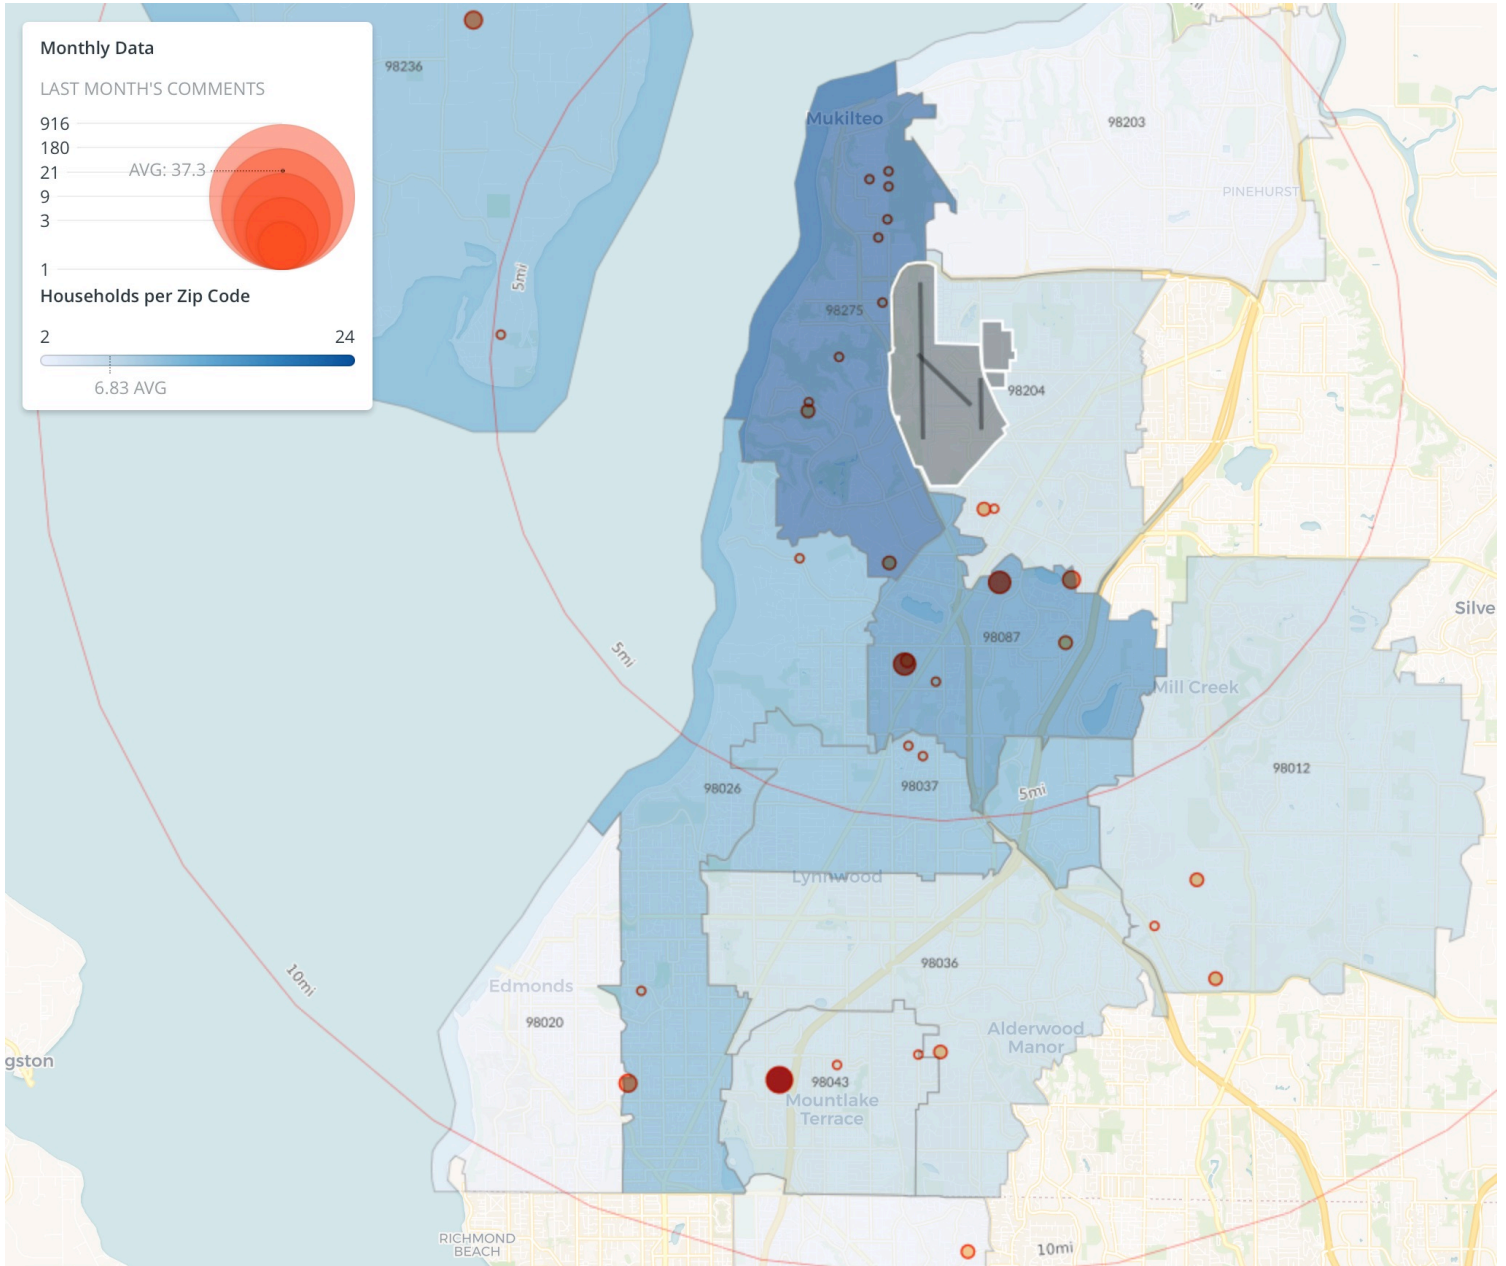 Monthly Data
LAST MONTH'S COMMENTS
916
180
AVG: 37.3
21
9
3
1
Households per Zip Code
2
24
6.83 AVG
98236
5mi
Mukilteo
98203
PINEHURST
98275
98204
5mi
98087
Silve
Mill Creek
98026
98037
5mi
98012
Lynnwood
10mi
Edmonds
98036
98020
Alderwood
Manor
gston
98043
Mountlake
Terrace
RICHMOND
BEACH
10mi